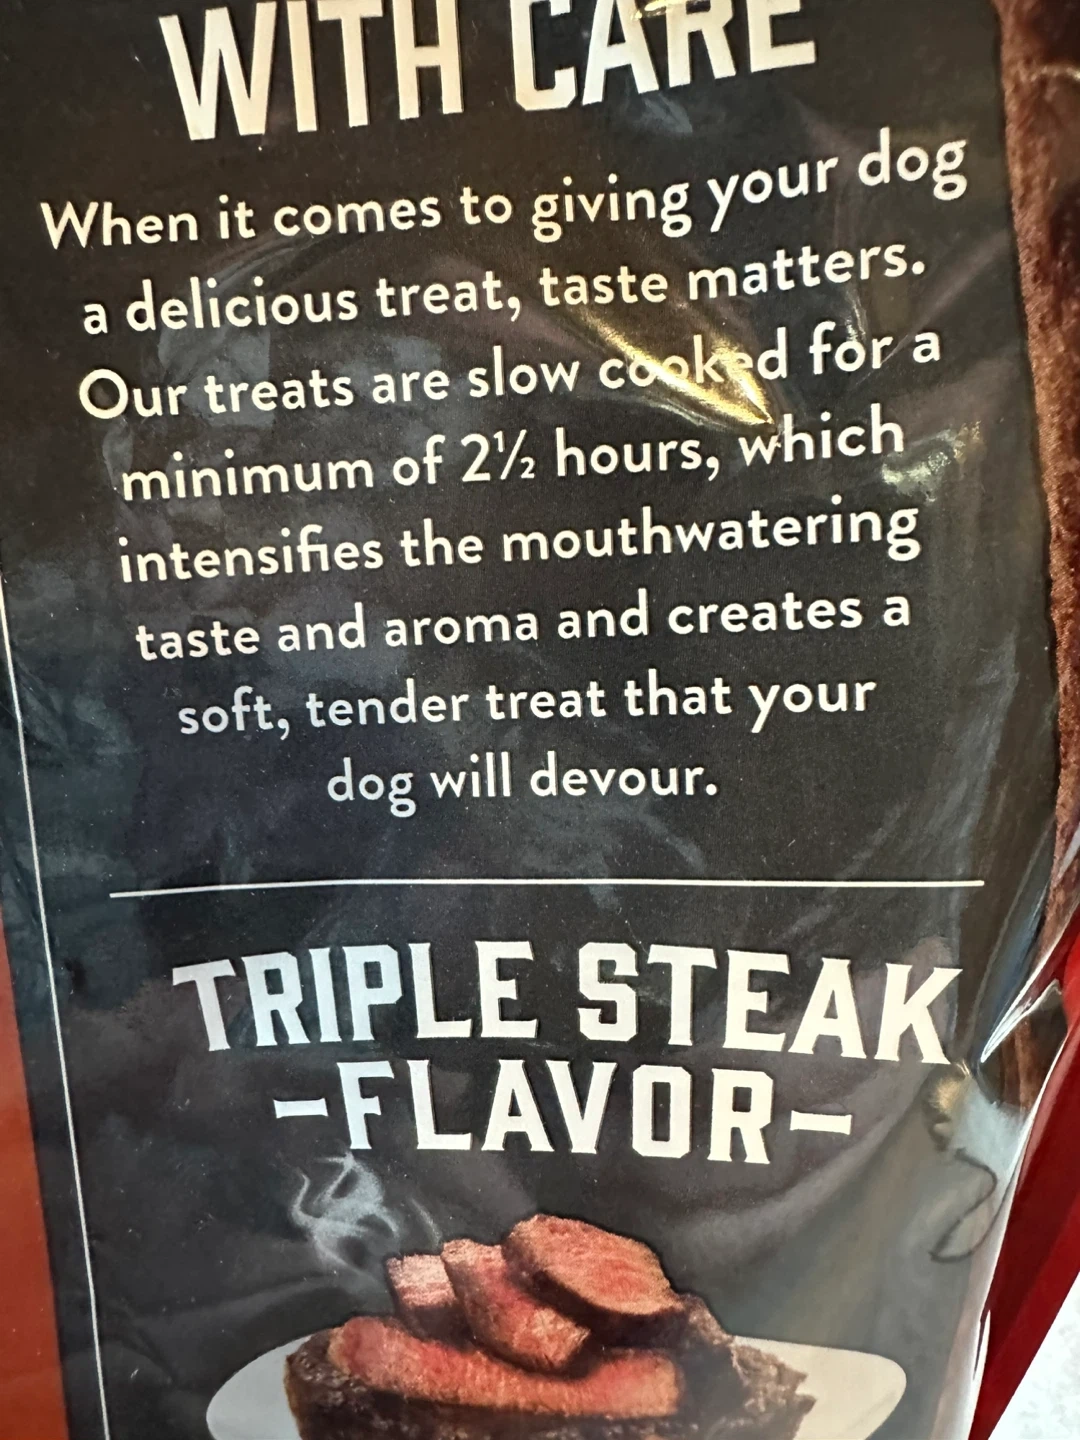 WITH CARE
When it comes to giving your dog
a delicious treat, taste matters.
Our treats are slow cooked for a
minimum of 2½ hours, which
intensifies the mouthwatering
taste and aroma and creates a
soft, tender treat that your
dog will devour.
TRIPLE STEAK
-FLAVOR-